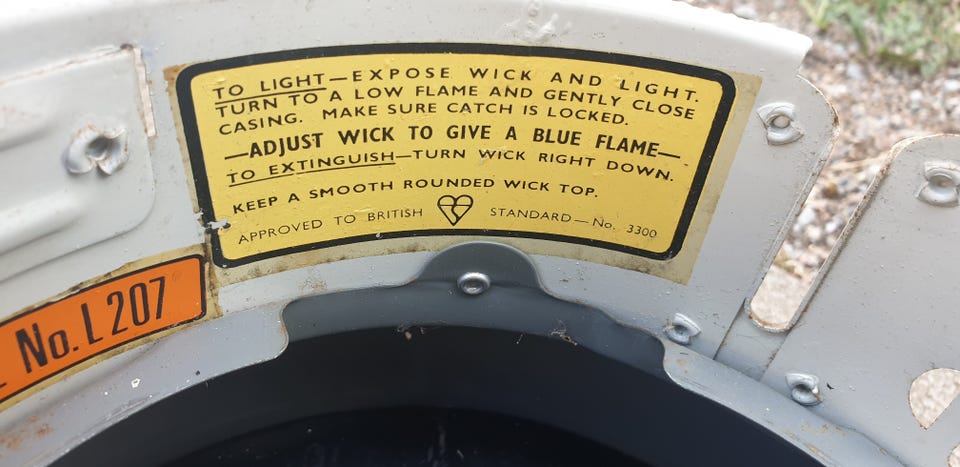 TO LIGHT—EXPOSE WICK AND LIGHT.
TURN TO A LOW FLAME AND GENTLY CLOSE
CASING. MAKE SURE CATCH IS LOCKED.
—ADJUST WICK TO GIVE A BLUE FLAME—
TO EXTINGUISH—TURN WICK RIGHT DOWN.
KEEP A SMOOTH ROUNDED WICK TOP.
APPROVED TO BRITISH STANDARD—No. 3300
No. L207